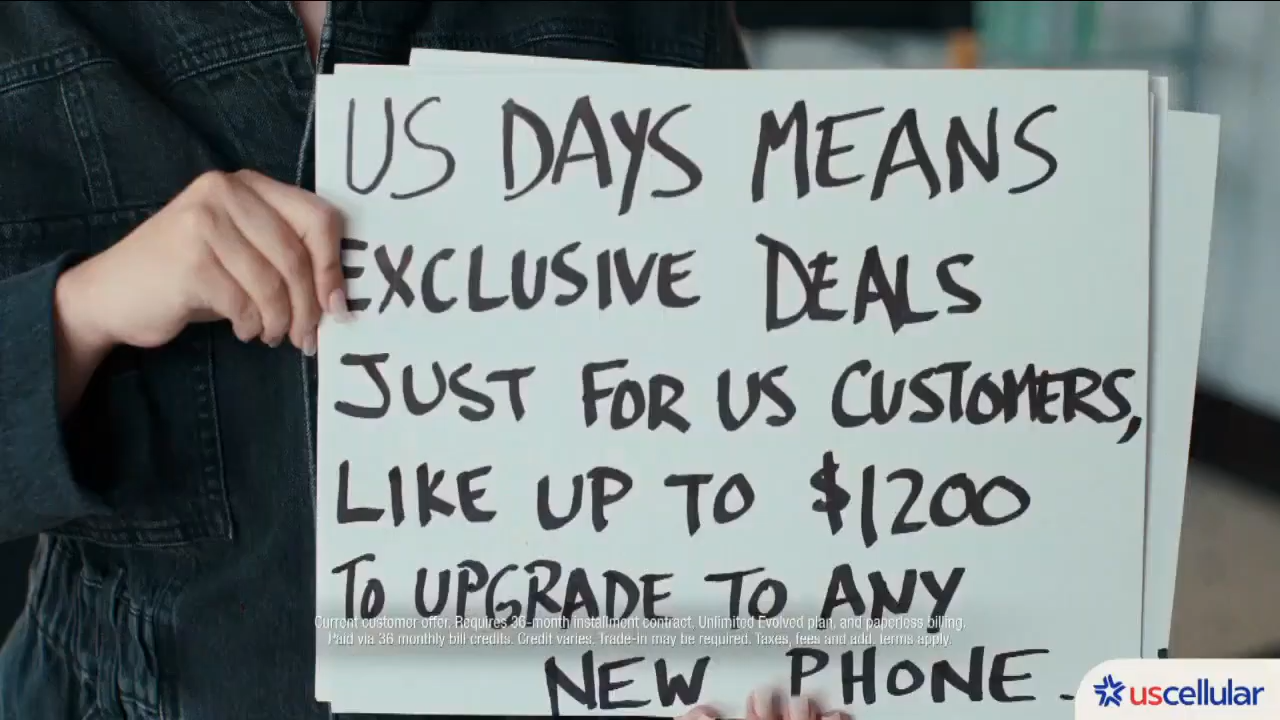 US DAYS MEANS
EXCLUSIVE DEALS
JUST FOR US CUSTOMERS,
LIKE UP TO $1200
TO UPGRADE TO ANY
Current customer offer. Requires 36-month installment contract, Unlimited Evolved plan, and paperless billing.
Paid via 36 monthly bill credits. Credit varies. Trade-in may be required. Taxes, fees and add. terms apply.
NEW PHONE.
uscellular